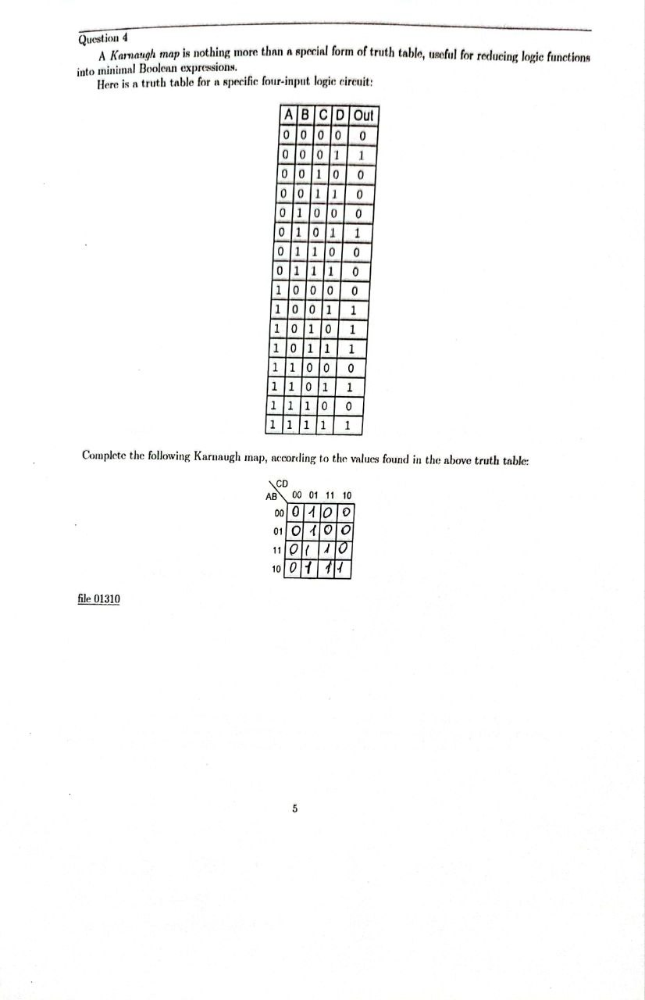 Question 4
A Karnaugh map is nothing more than a special form of truth table, useful for reducing logic functions
into minimal Boolean expressions.
Here is a truth table for a specific four-input logic circuit:
A B C D Out
0 0 0 0 0
0 0 0 1 1
0 0 1 0 0
0 0 1 1 0
0 1 0 0 0
0 1 0 1 1
0 1 1 0 0
0 1 1 1 0
1 0 0 0 0
1 0 0 1 1
1 0 1 0 1
1 0 1 1 1
1 1 0 0 0
1 1 0 1 1
1 1 1 0 0
1 1 1 1 1
Complete the following Karnaugh map, according to the values found in the above truth table:
CD
AB 00 01 11 10
00 0 1 0 0
01 0 1 0 0
11 0 1 1 0
10 0 1 1 1
file 01310
5